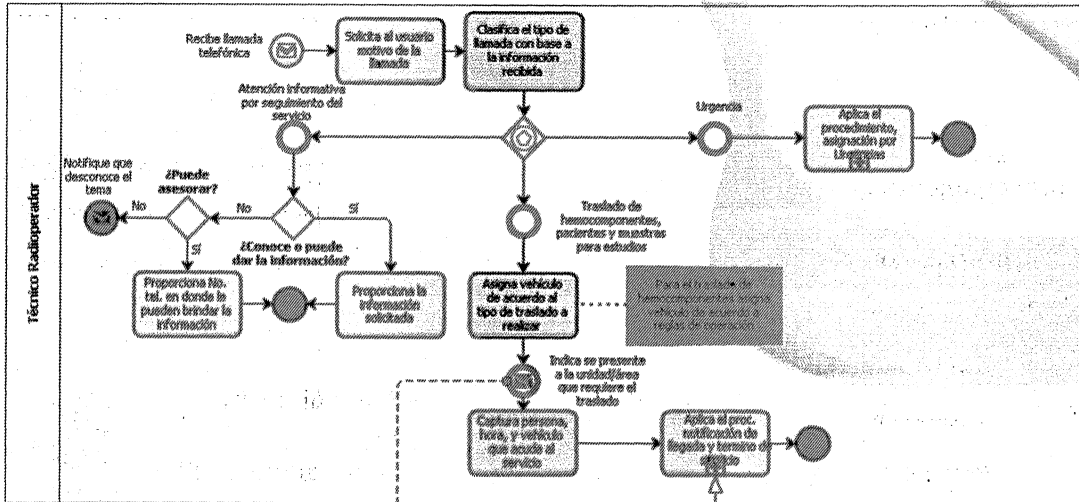 Técnico Radioperador
Recibe llamada
telefónica
Solicita al usuario
motivo de la
llamada
Clasifica el tipo de
llamada con base a
la información
recibida
Atención informativa
por seguimiento del
servicio
Urgencia
Aplica el
procedimiento,
asignación por
Urgencias
Notifique que
desconoce el
tema
¿Puede
asesorar?
No
No
Sí
Sí
¿Conoce o puede
dar la información?
Traslado de
hemocomponentes,
pacientes y muestras
para estudios
Proporciona No.
tel. en donde le
pueden brindar la
información
Proporciona la
información
solicitada
Asigna vehículo
de acuerdo al
tipo de traslado a
realizar
Para el traslado de
hemocomponentes asigna
vehículo de acuerdo a
reglas de operación
Indica se presente
a la unidad/área
que requiere el
traslado
Captura persona,
hora, y vehículo
que acude al
servicio
Aplica el proc.
notificación de
llegada y termino de
servicio